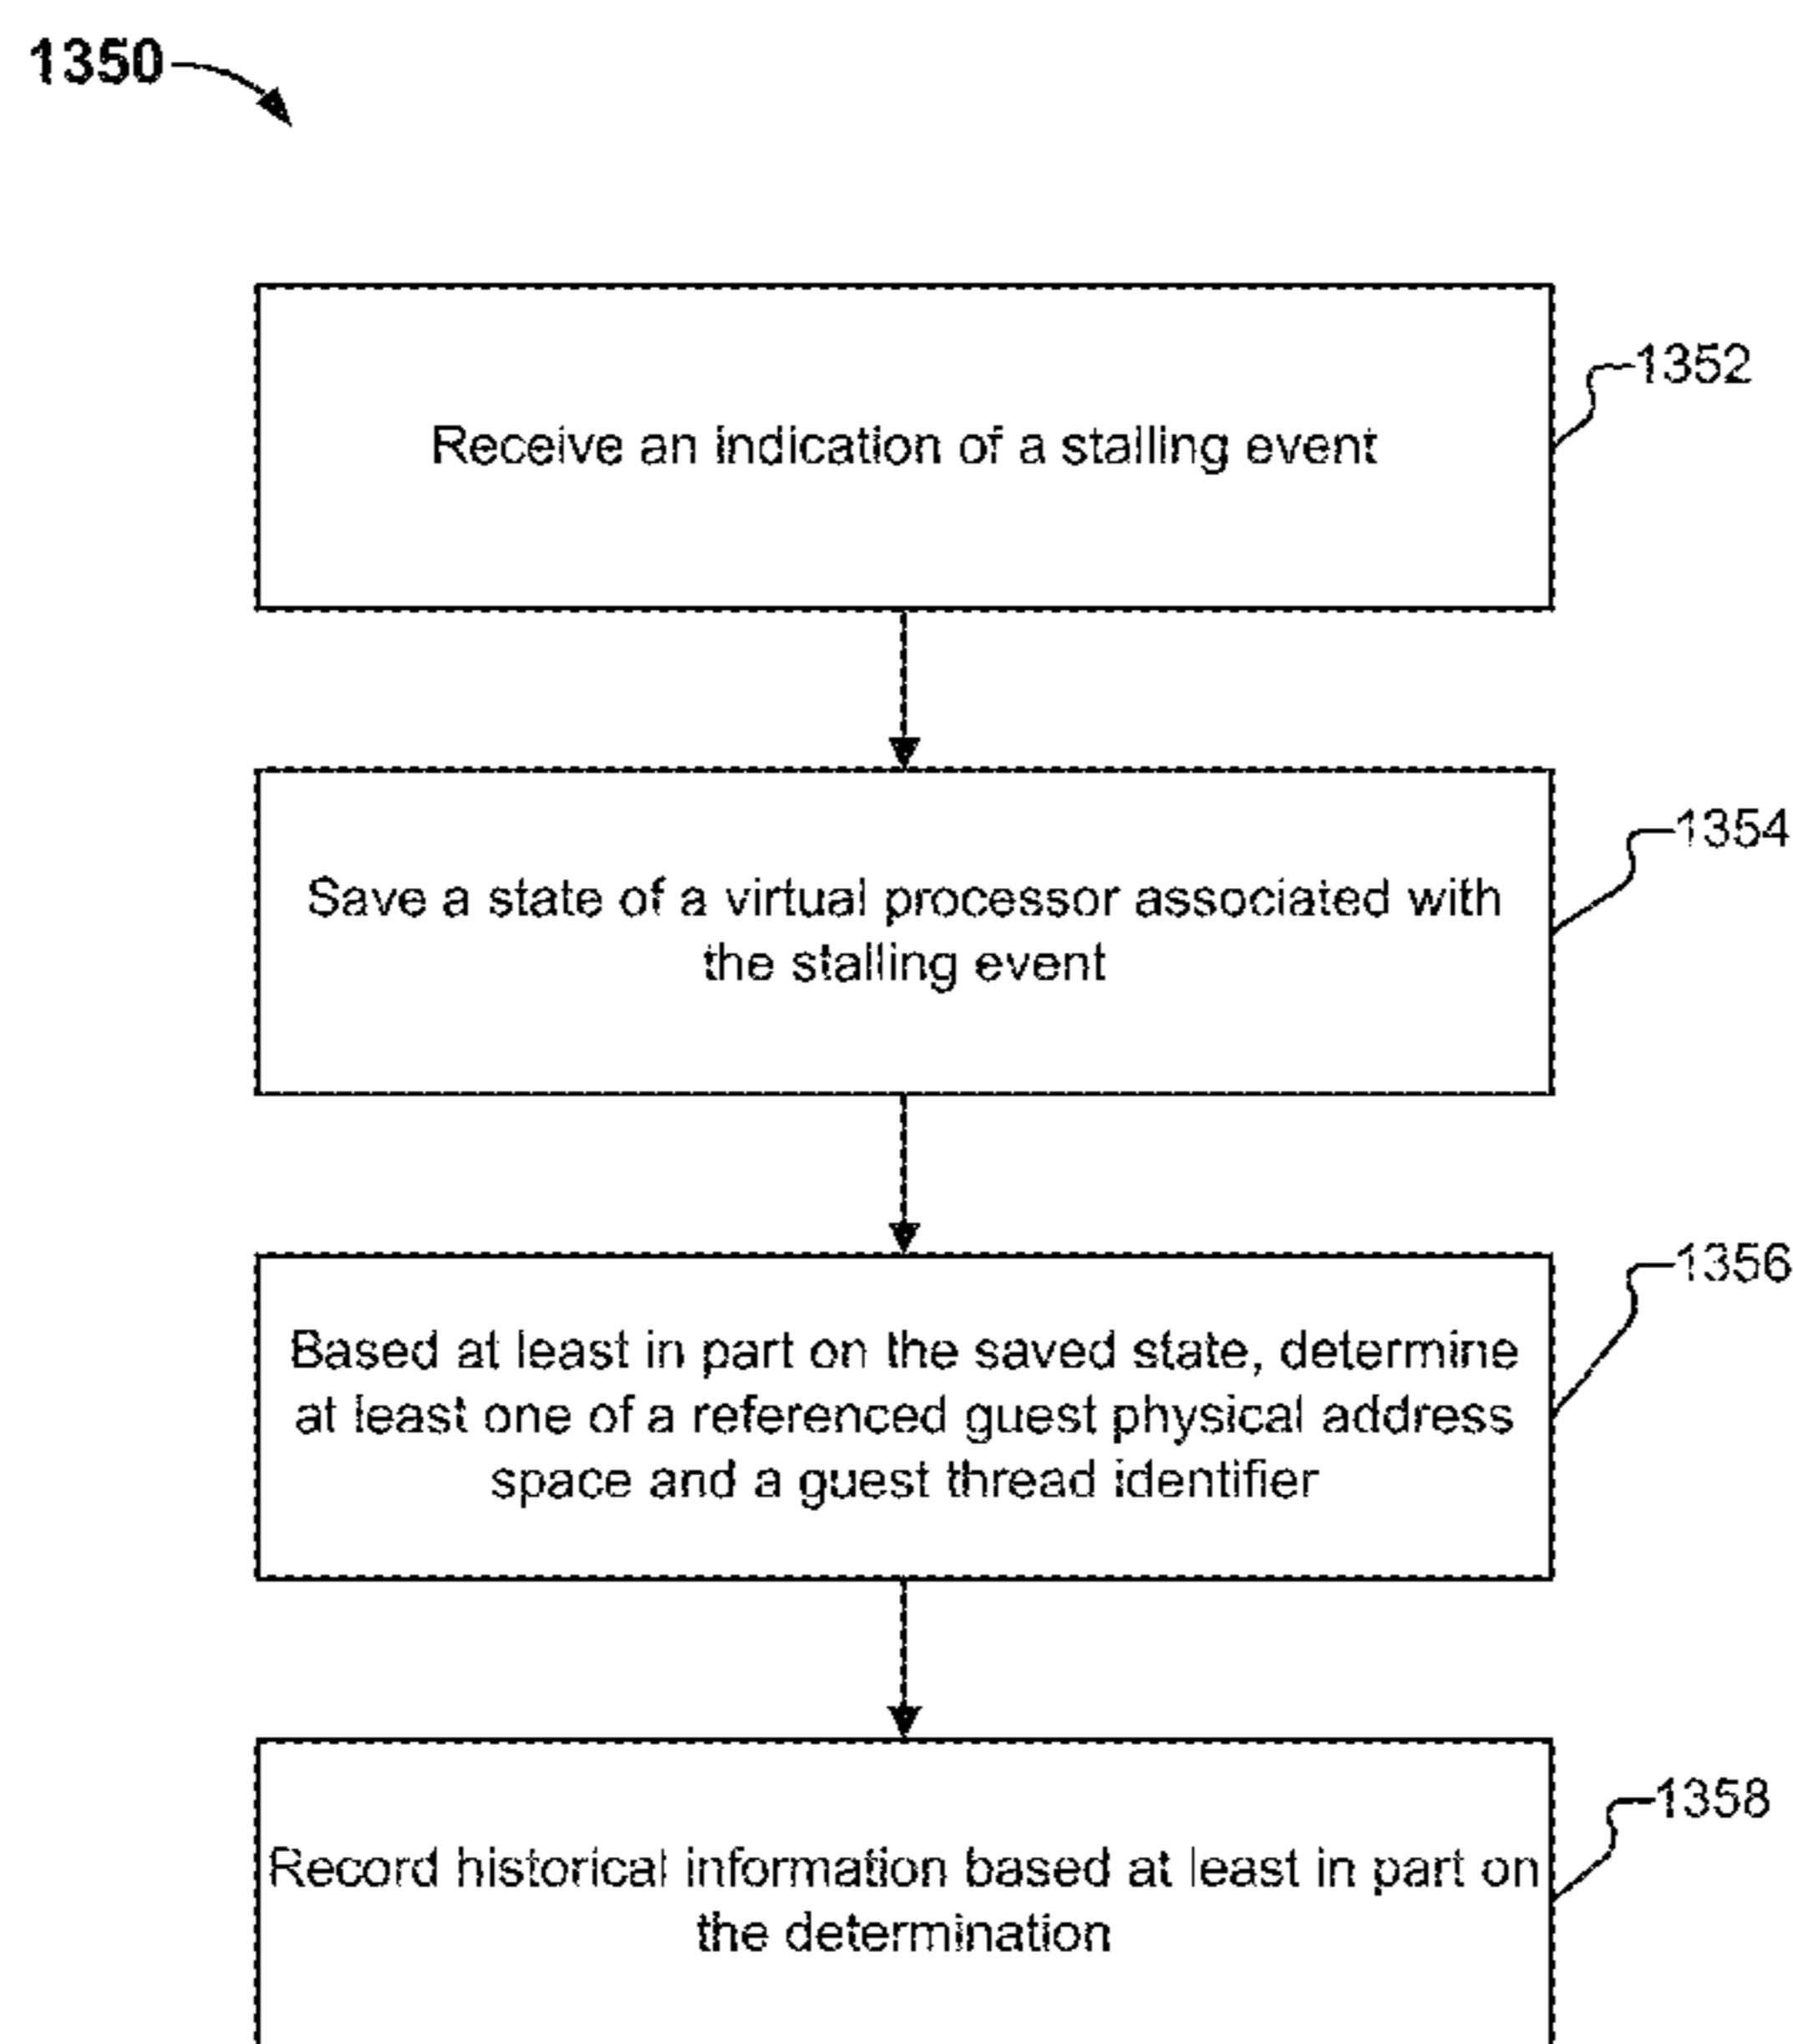 1350
Receive an indication of a stalling event
1352
Save a state of a virtual processor associated with
the stalling event
1354
Based at least in part on the saved state, determine
at least one of a referenced guest physical address
space and a guest thread identifier
1356
Record historical information based at least in part on
the determination
1358